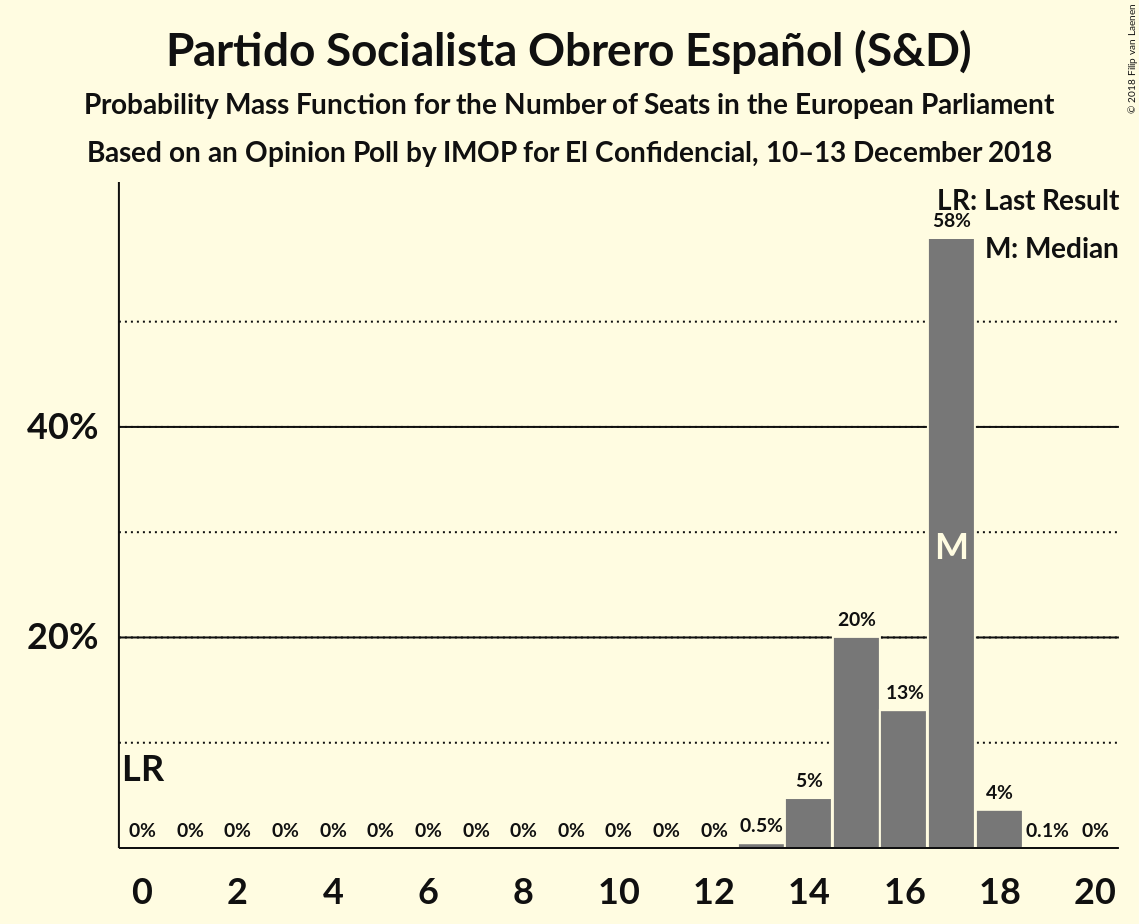 Partido Socialista Obrero Español (S&D)
Probability Mass Function for the Number of Seats in the European Parliament
Based on an Opinion Poll by IMOP for El Confidencial, 10–13 December 2018
© 2018 Filip van Laenen
LR: Last Result
M: Median
58%
40%
M
20%
20%
13%
LR
5%
4%
0% 0% 0% 0% 0% 0% 0% 0% 0% 0% 0% 0% 0% 0.5% 0.1% 0%
0 2 4 6 8 10 12 14 16 18 20